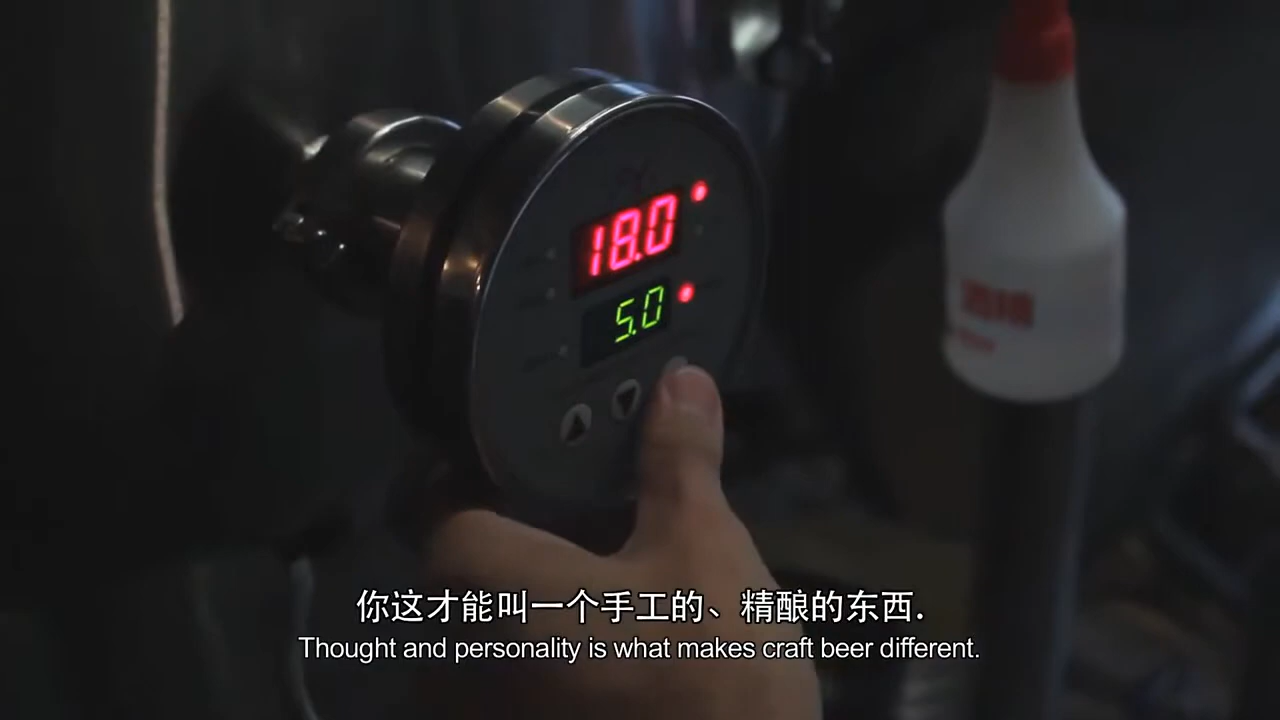 18.0
5.0
你这才能叫一个手工的、精酿的东西.
Thought and personality is what makes craft beer different.